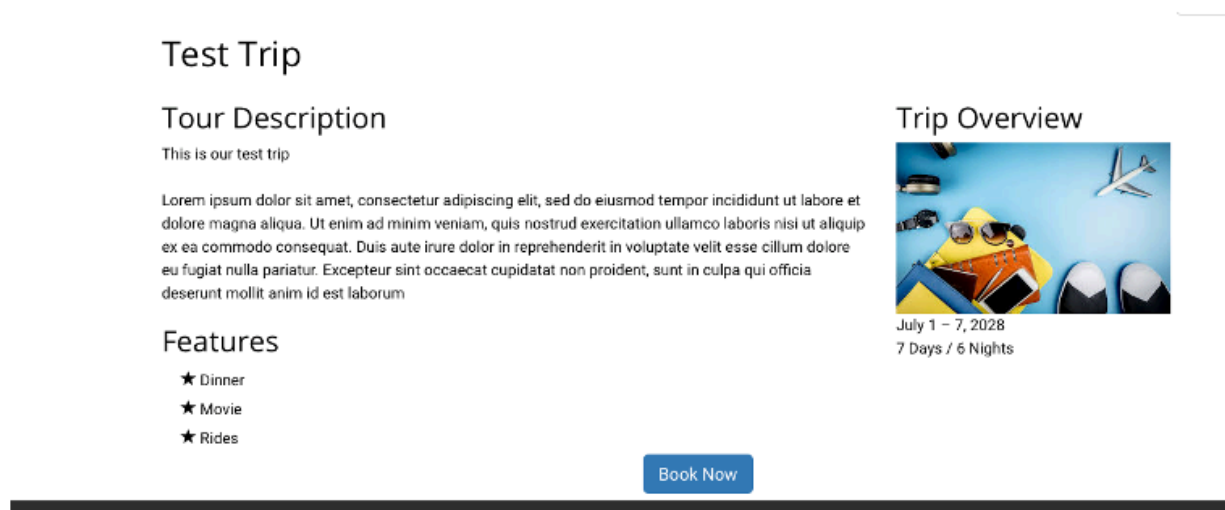 Test Trip
Tour Description
This is our test trip
Lorem ipsum dolor sit amet, consectetur adipiscing elit, sed do eiusmod tempor incididunt ut labore et
dolore magna aliqua. Ut enim ad minim veniam, quis nostrud exercitation ullamco laboris nisi ut aliquip
ex ea commodo consequat. Duis aute irure dolor in reprehenderit in voluptate velit esse cillum dolore
eu fugiat nulla pariatur. Excepteur sint occaecat cupidatat non proident, sunt in culpa qui officia
deserunt mollit anim id est laborum
Features
★ Dinner
★ Movie
★ Rides
Trip Overview
July 1 – 7, 2028
7 Days / 6 Nights
Book Now